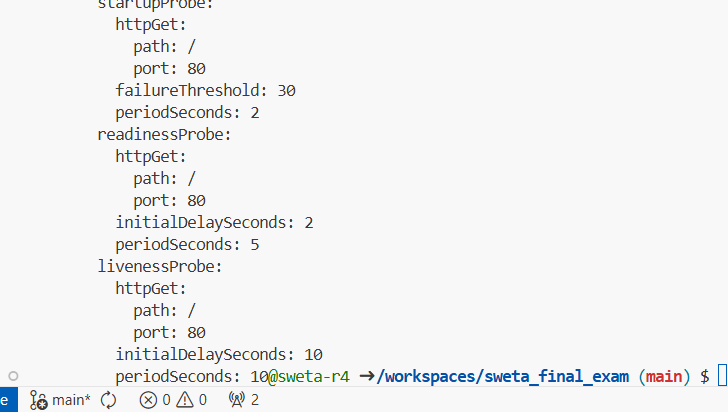 startupProbe:
  httpGet:
    path: /
    port: 80
  failureThreshold: 30
  periodSeconds: 2
readinessProbe:
  httpGet:
    path: /
    port: 80
  initialDelaySeconds: 2
  periodSeconds: 5
livenessProbe:
  httpGet:
    path: /
    port: 80
  initialDelaySeconds: 10
  periodSeconds: 10@sweta-r4 ➜/workspaces/sweta_final_exam (main) $
e main* 0 0 2